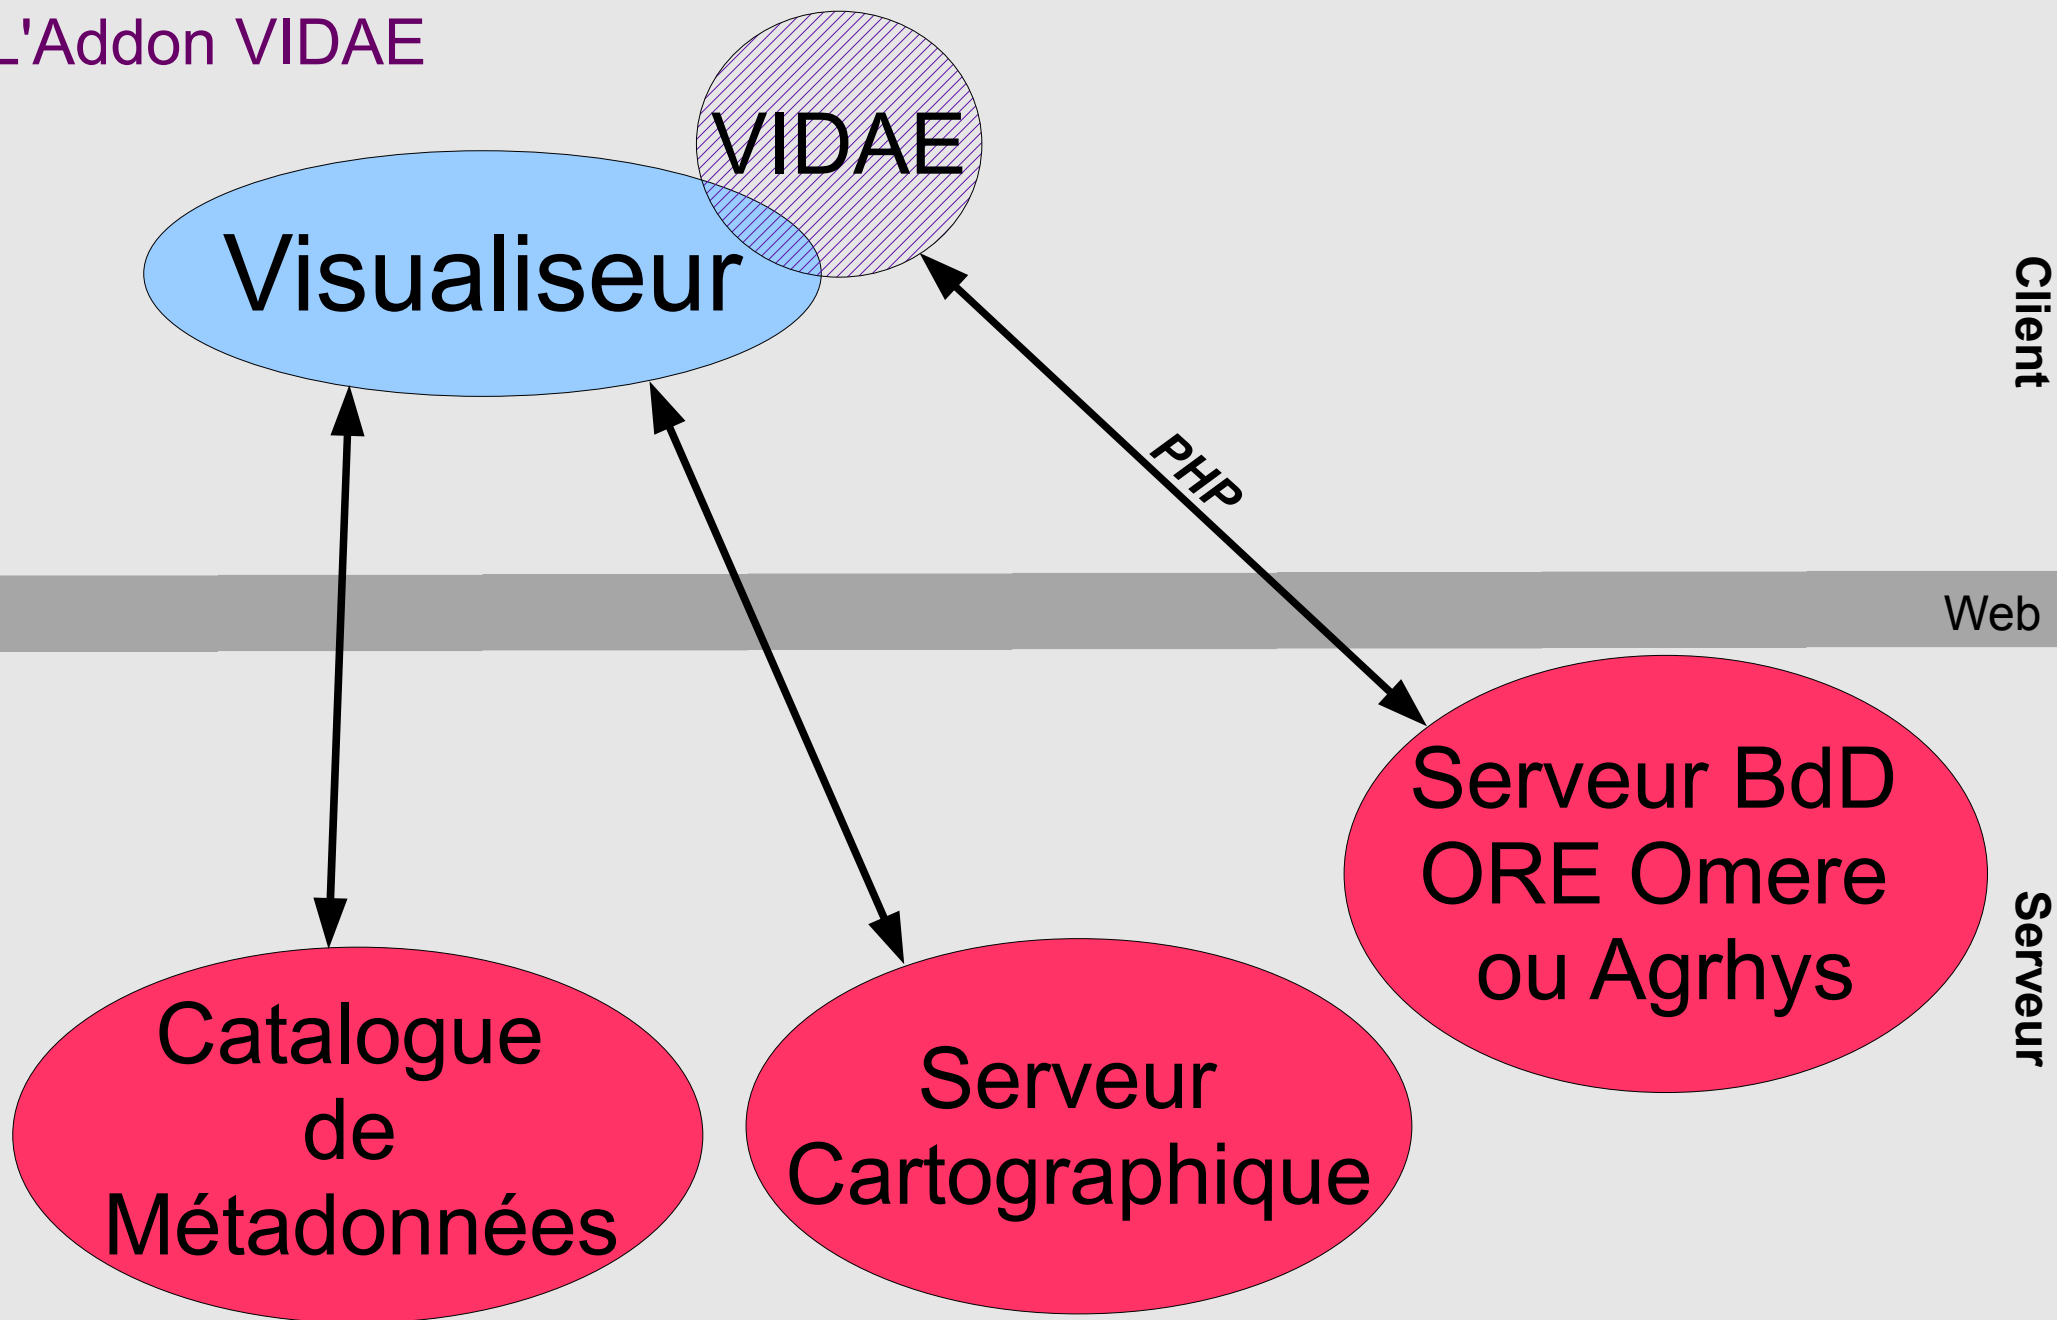 L'Addon VIDAE
VIDAE
Visualiseur
Client
PHP
Web
Serveur BdD
ORE Omere
ou Agrhys
Serveur
Catalogue
de
Métadonnées
Serveur
Cartographique